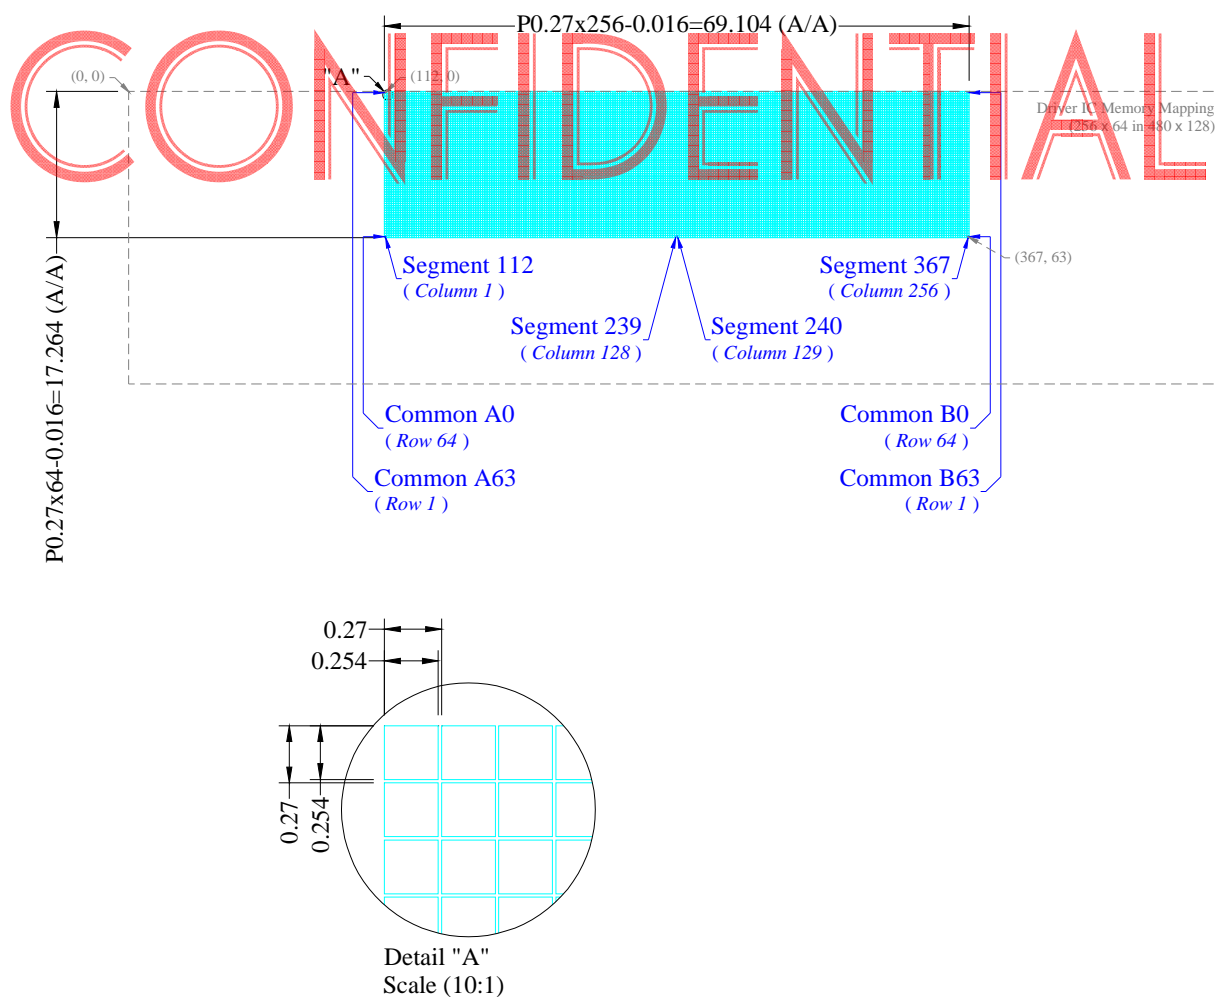 P0.27x256-0.016=69.104 (A/A)
CONFIDENTIAL
(0, 0)
"A"
(112, 0)
Driver IC Memory Mapping
(256 x 64 in 480 x 128)
P0.27x64-0.016=17.264 (A/A)
Segment 112
( Column 1 )
Segment 367
( Column 256 )
(367, 63)
Segment 239
( Column 128 )
Segment 240
( Column 129 )
Common A0
( Row 64 )
Common B0
( Row 64 )
Common A63
( Row 1 )
Common B63
( Row 1 )
0.27
0.254
0.27
0.254
Detail "A"
Scale (10:1)